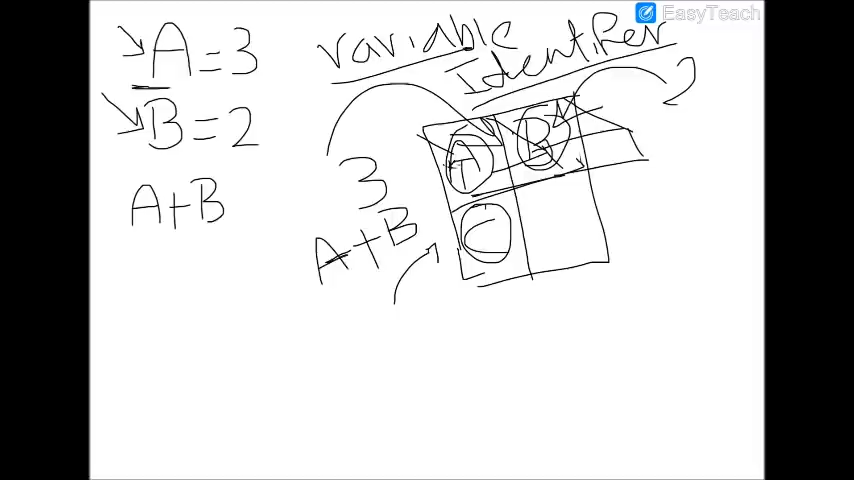 EasyTeach
A=3
variable
Identifier
B=2
2
A B
A+B
3
A+B
C